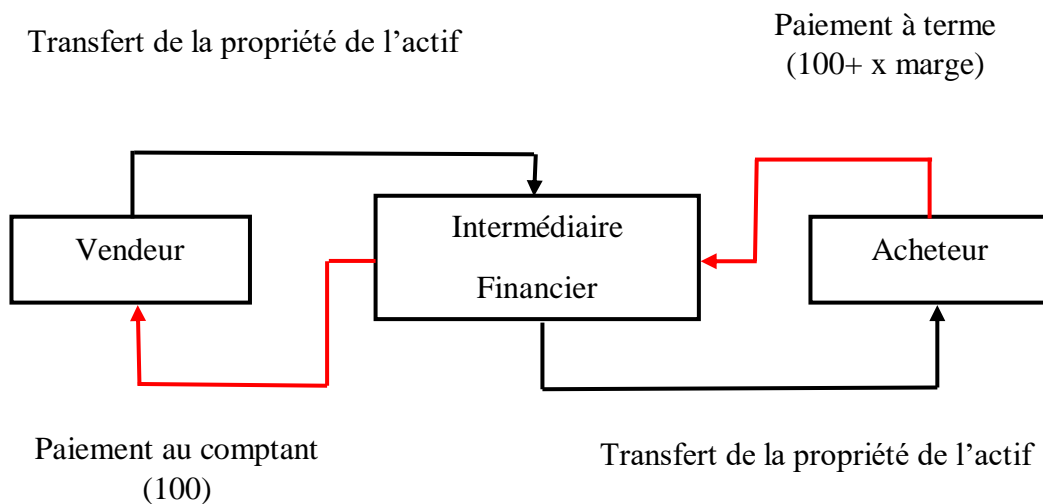 Transfert de la propriété de l’actif
Paiement à terme
(100+ x marge)
Vendeur
Intermédiaire
Financier
Acheteur
Paiement au comptant
(100)
Transfert de la propriété de l’actif